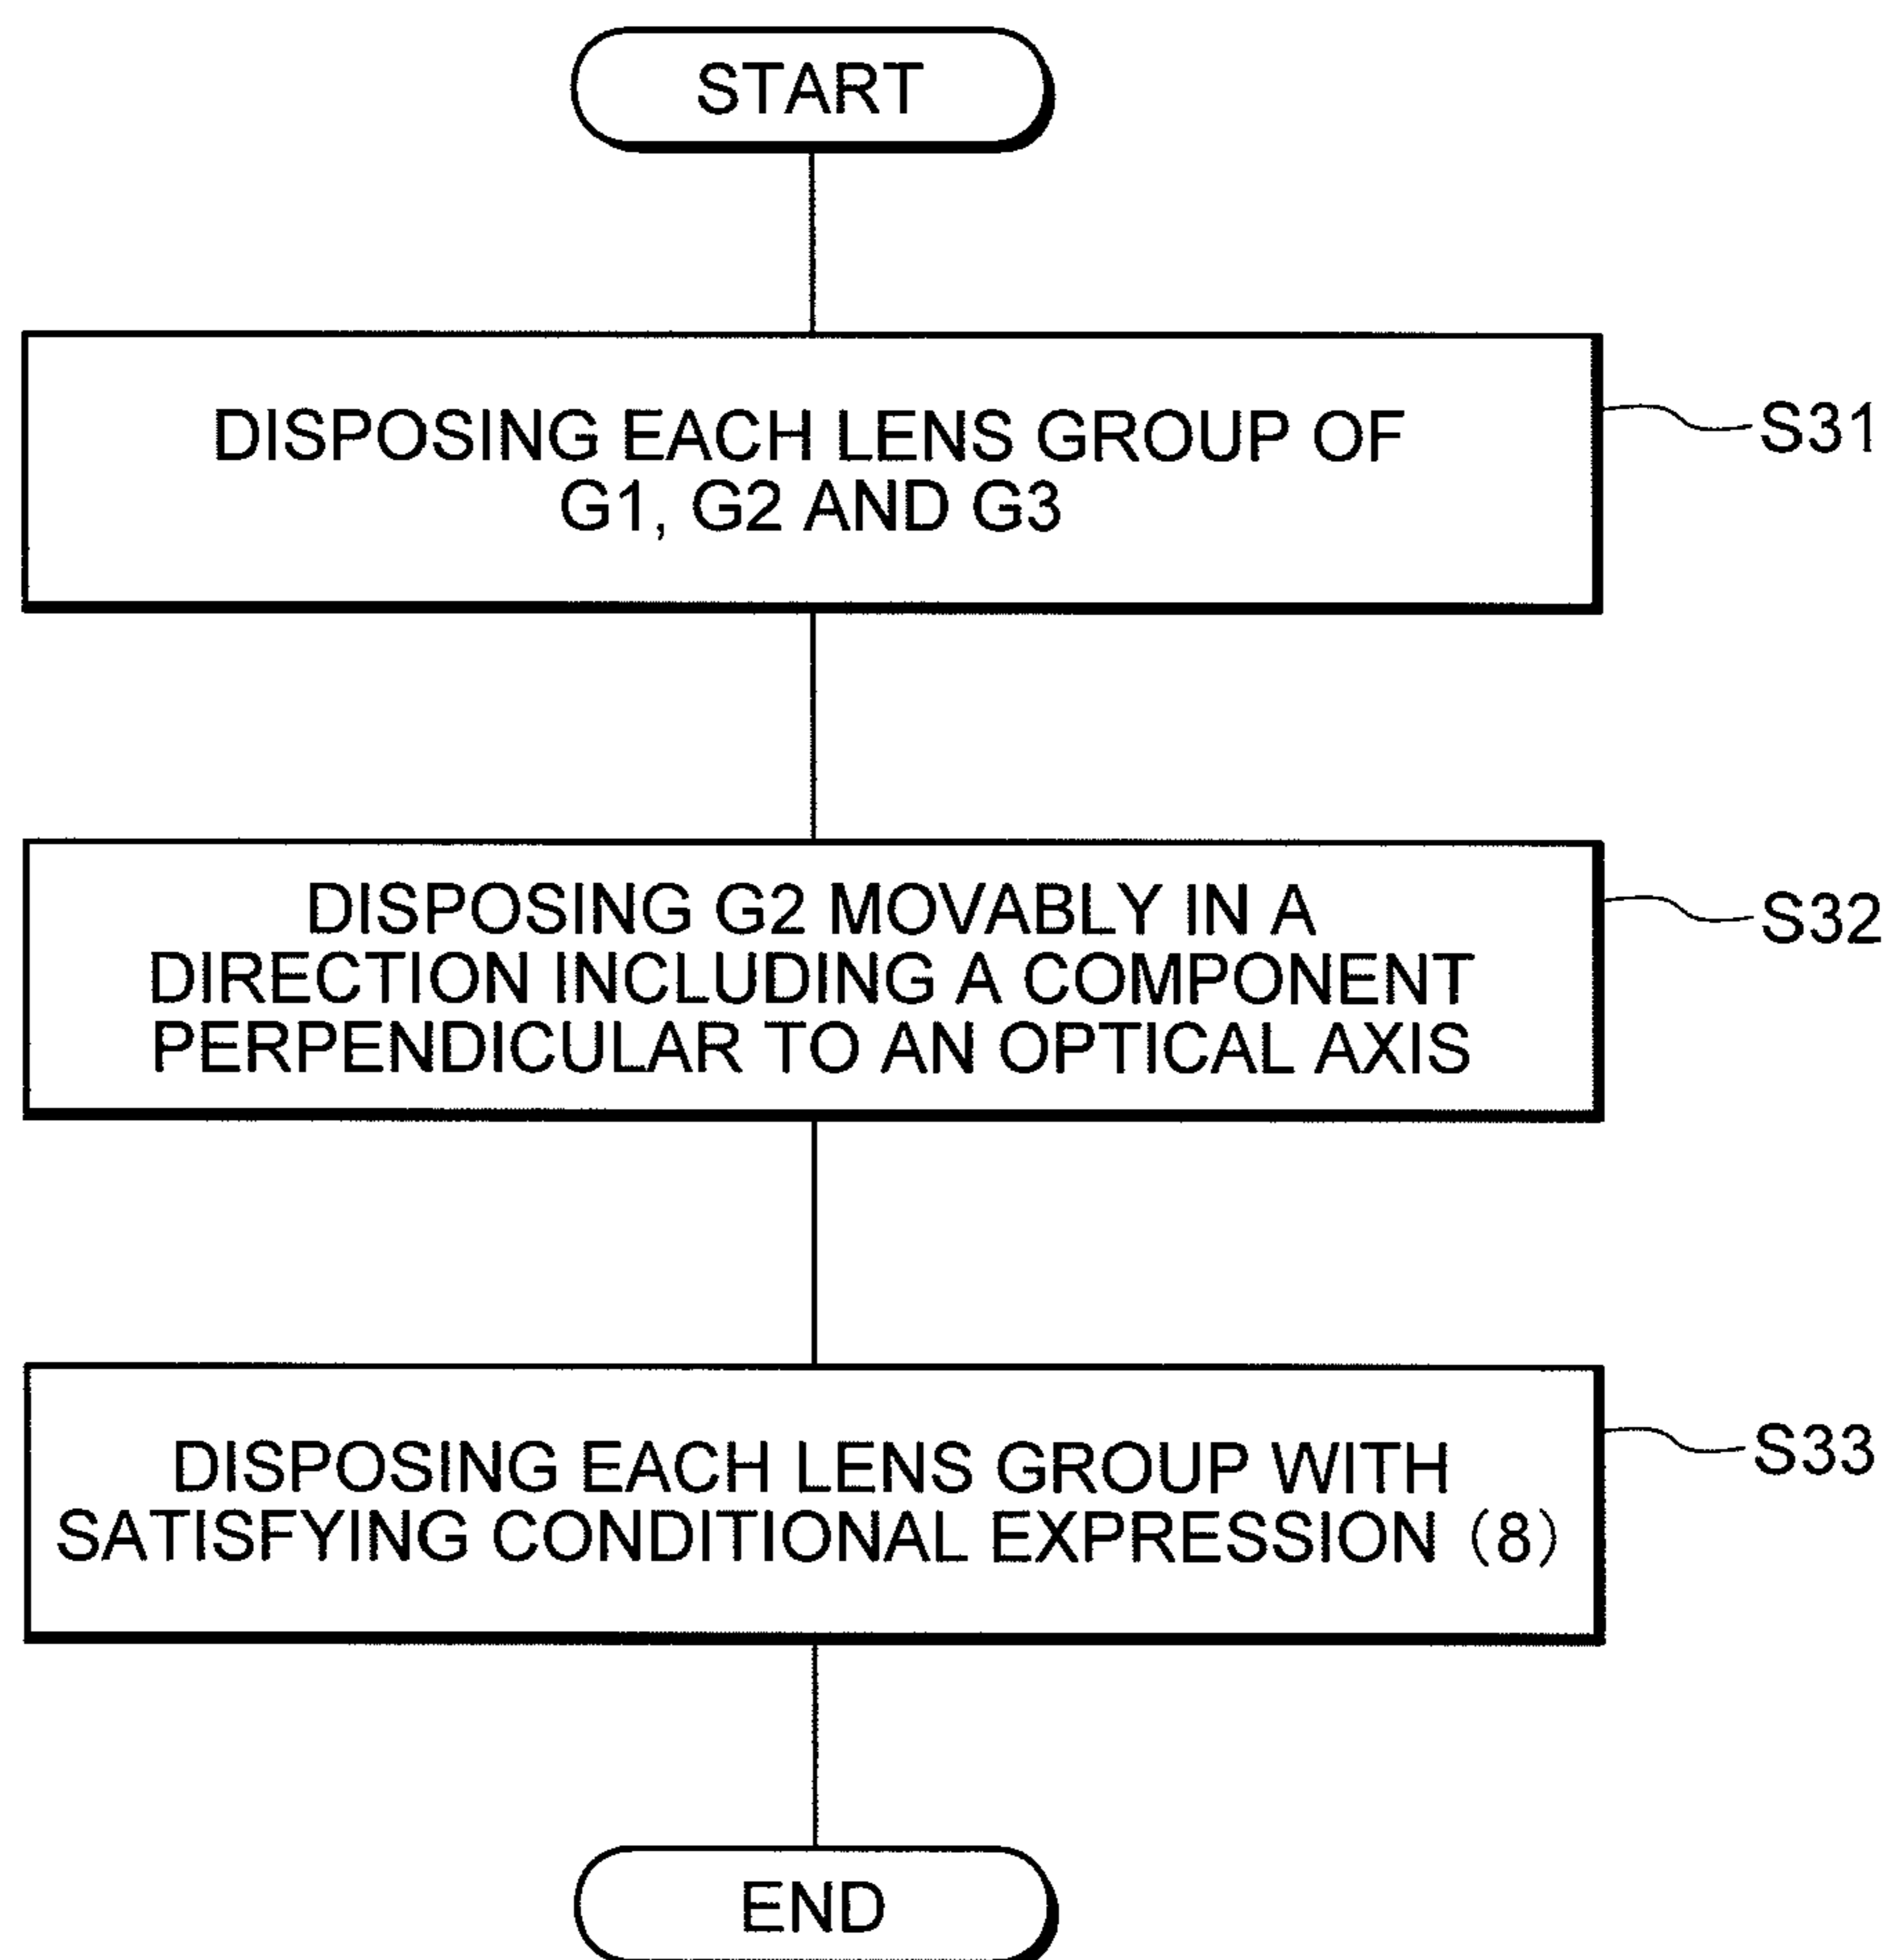 START
DISPOSING EACH LENS GROUP OF
G1, G2 AND G3
S31
DISPOSING G2 MOVABLY IN A
DIRECTION INCLUDING A COMPONENT
PERPENDICULAR TO AN OPTICAL AXIS
S32
DISPOSING EACH LENS GROUP WITH
SATISFYING CONDITIONAL EXPRESSION (8)
S33
END